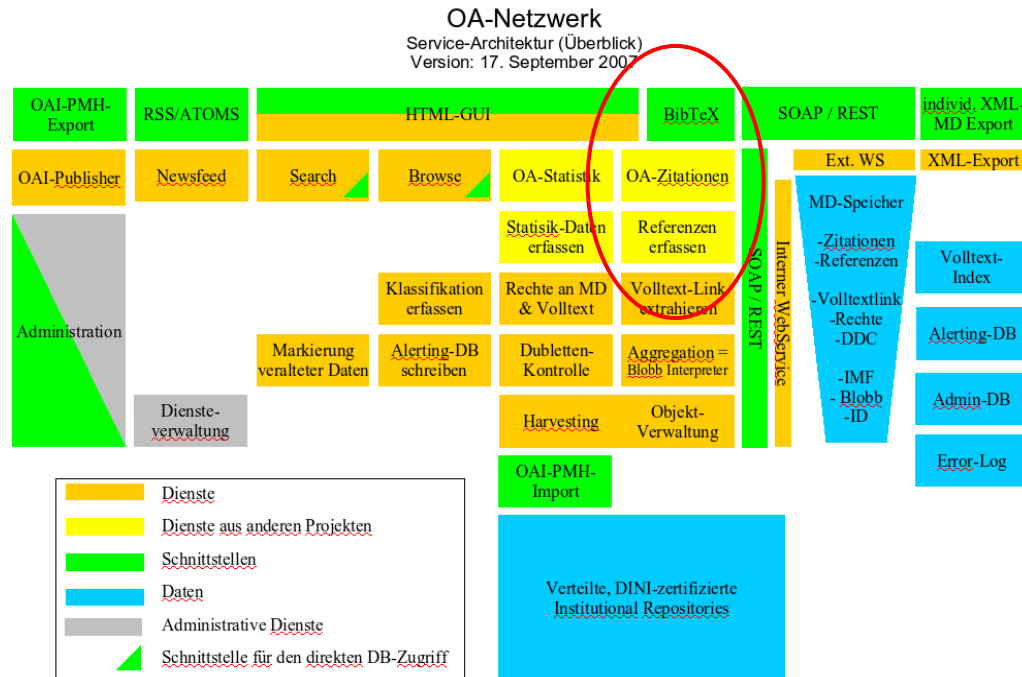 OA-Netzwerk
Service-Architektur (Überblick)
Version: 17. September 2007
OAI-PMH-
Export
RSS/ATOMS
HTML-GUI
BibTeX
SOAP / REST
individ. XML-
MD Export
OAI-Publisher
Newsfeed
Search
Browse
OA-Statistik
OA-Zitationen
Ext. WS
XML-Export
Statisik-Daten
erfassen
Referenzen
erfassen
Administration
Klassifikation
erfassen
Rechte an MD
& Volltext
Volltext-Link
extrahieren
Markierung
veralteter Daten
Alerting-DB
schreiben
Dubletten-
Kontrolle
Aggregation =
Blobb Interpreter
Dienste-
verwaltung
Harvesting
Objekt-
Verwaltung
SOAP / REST
Interner WebService
MD-Speicher
-Zitationen
-Referenzen
-Volltextlink
-Rechte
-DDC
-IMF
- Blobb
-ID
Volltext-
Index
Alerting-DB
Admin-DB
Error-Log
OAI-PMH-
Import
Verteilte, DINI-zertifizierte
Institutional Repositories
Dienste
Dienste aus anderen Projekten
Schnittstellen
Daten
Administrative Dienste
Schnittstelle für den direkten DB-Zugriff